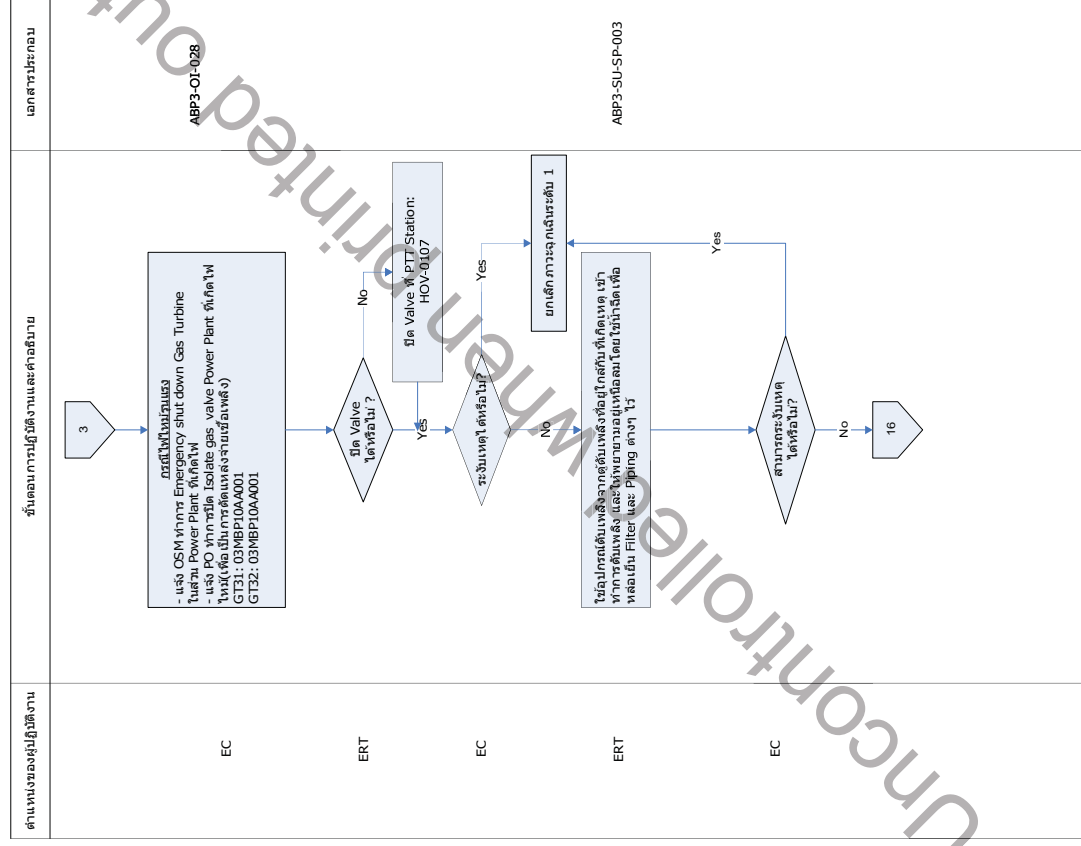 ตำแหน่งของผู้ปฏิบัติงาน
ขั้นตอนการปฏิบัติงานและคำอธิบาย
เอกสารประกอบ
3
EC
กรณีไฟไหม้รุนแรง
- แจ้ง OSM ทำการ Emergency shut down Gas Turbine
ในส่วน Power Plant ที่เกิดไฟ
- แจ้ง PO ทำการปิด Isolate gas valve Power Plant ที่เกิดไฟ
ไหม้(เพื่อเป็นการตัดแหล่งจ่ายเชื้อเพลิง)
GT31: 03MBP10AA001
GT32: 03MBP10AA001
ABP3-OI-028
ERT
ปิด Valve
ได้หรือไม่ ?
No
ปิด Valve ที่ PTT Station:
HOV-0107
Yes
EC
ระงับเหตุได้หรือไม่?
Yes
ยกเลิกภาวะฉุกเฉินระดับ 1
No
ERT
ใช้อุปกรณ์ดับเพลิงจากตู้ดับเพลิงที่อยู่ใกล้กับที่เกิดเหตุ เข้า
ทำการดับเพลิง และให้พยายามอยู่เหนือลมโดยใช้น้ำฉีดเพื่อ
หล่อเย็น Filter และ Piping ต่างๆ ไว้
ABP3-SU-SP-003
Yes
EC
สามารถระงับเหตุ
ได้หรือไม่?
No
16
Uncontrolled when printed out